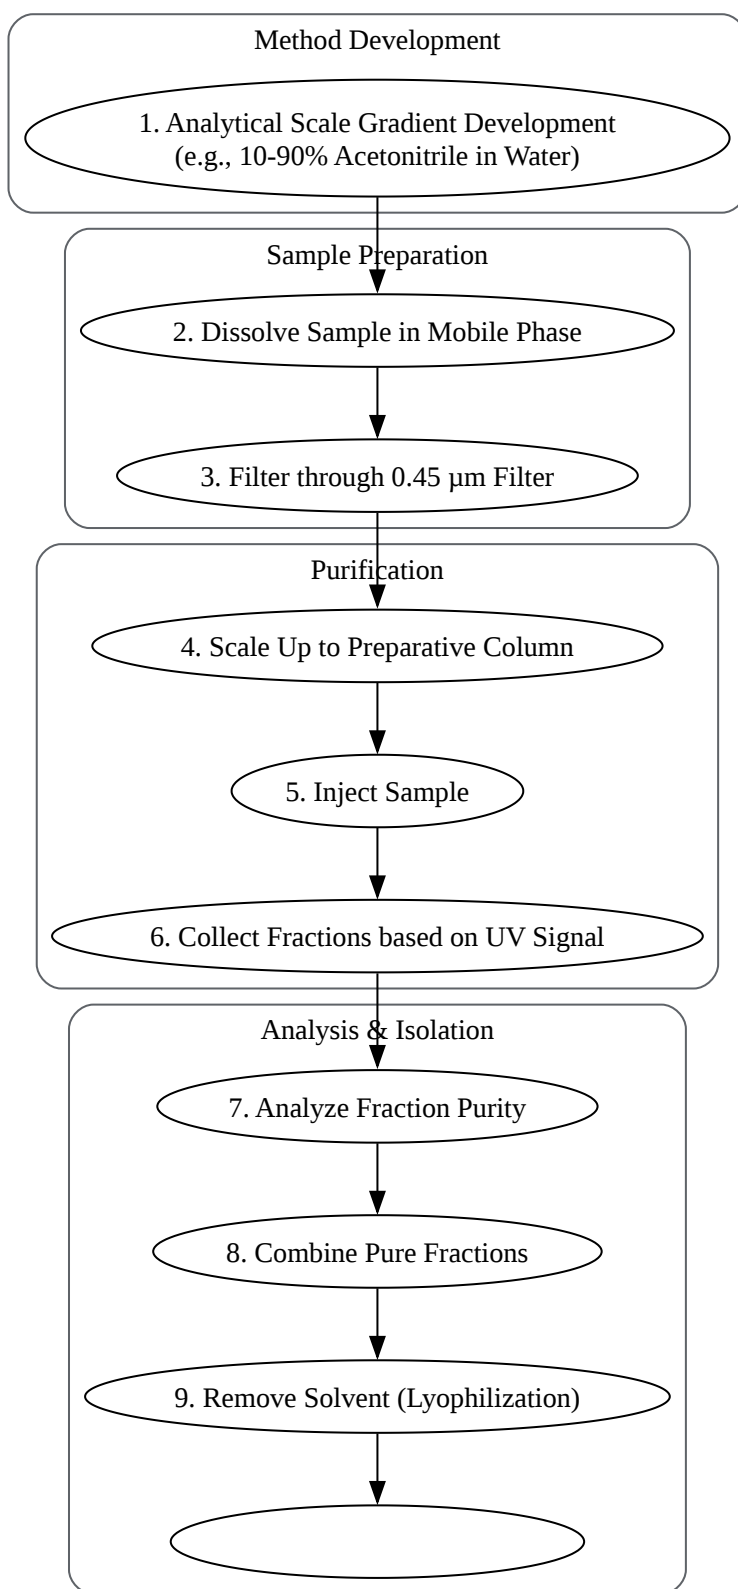 Method Development
1. Analytical Scale Gradient Development
(e.g., 10-90% Acetonitrile in Water)
Sample Preparation
2. Dissolve Sample in Mobile Phase
3. Filter through 0.45 µm Filter
Purification
4. Scale Up to Preparative Column
5. Inject Sample
6. Collect Fractions based on UV Signal
Analysis & Isolation
7. Analyze Fraction Purity
8. Combine Pure Fractions
9. Remove Solvent (Lyophilization)